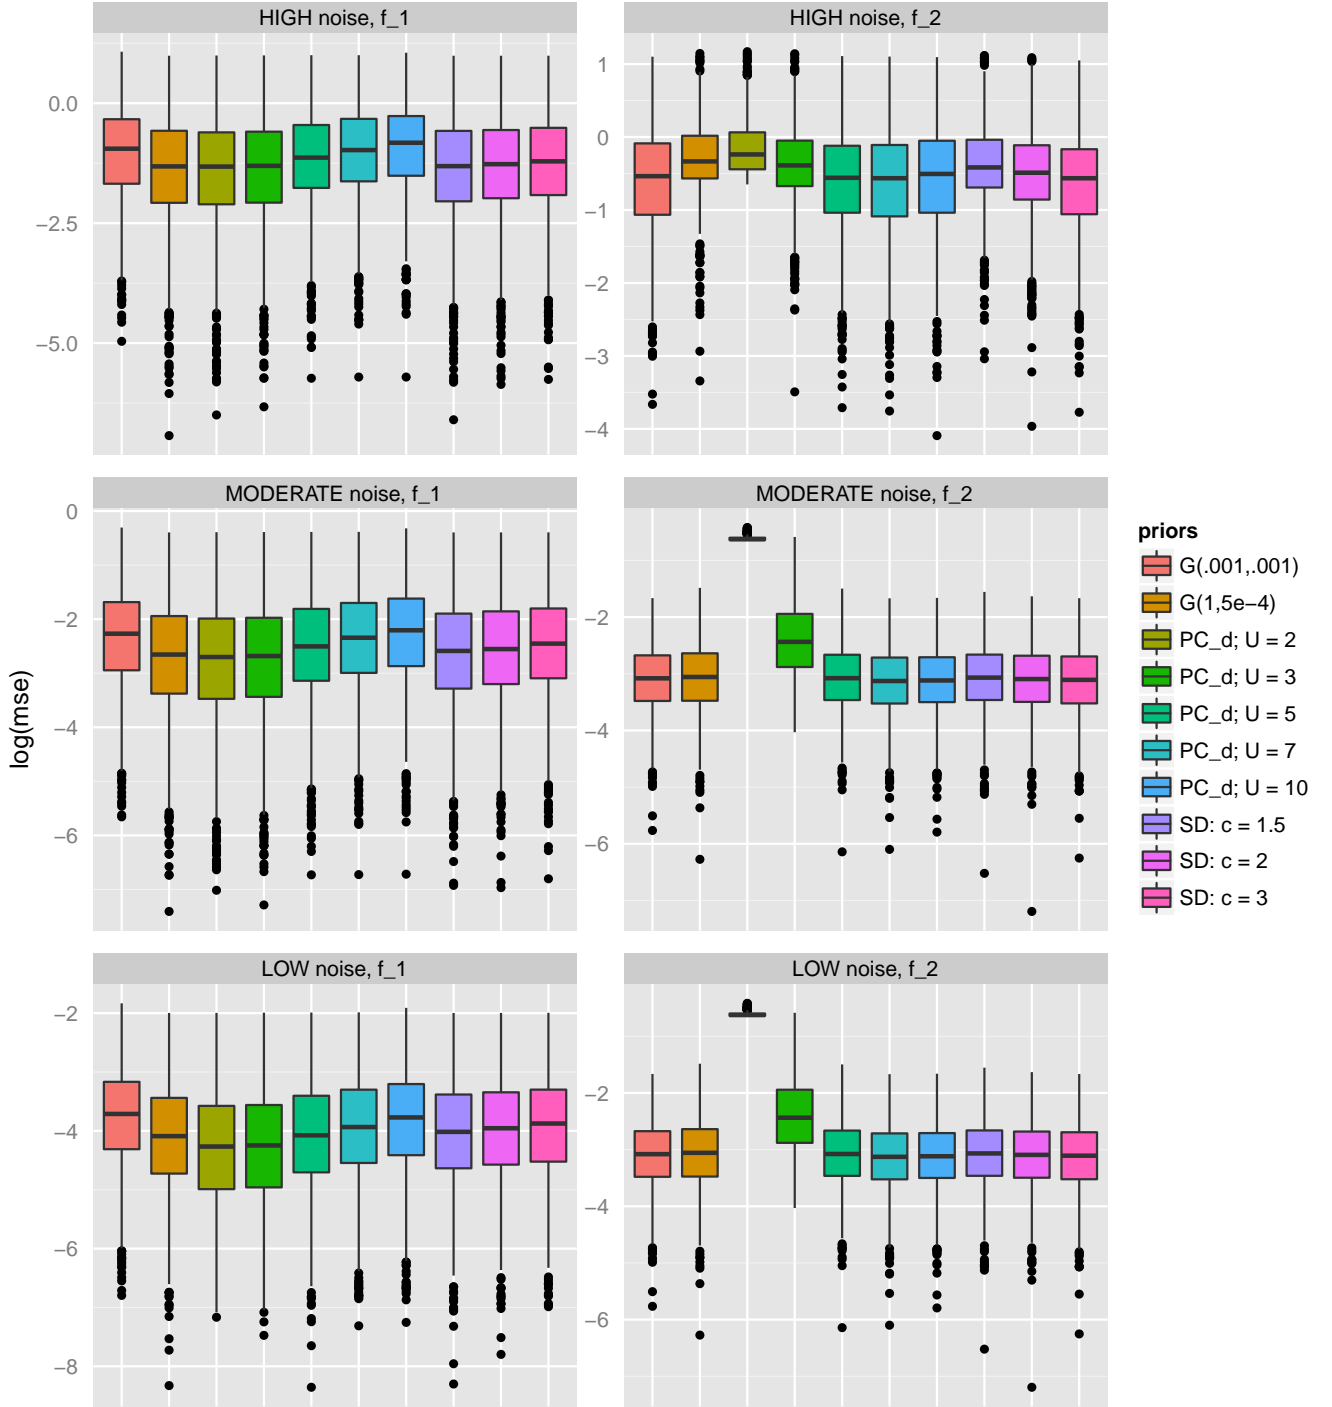 HIGH noise, f_1
HIGH noise, f_2
0.0
−2.5
−5.0
1
0
−1
−2
−3
−4
MODERATE noise, f_1
MODERATE noise, f_2
0
−2
−4
−6
−2
−4
−6
LOW noise, f_1
LOW noise, f_2
−2
−4
−6
−8
−2
−4
−6
log(mse)
priors
G(.001,.001)
G(1,5e−4)
PC_d; U = 2
PC_d; U = 3
PC_d; U = 5
PC_d; U = 7
PC_d; U = 10
SD: c = 1.5
SD: c = 2
SD: c = 3